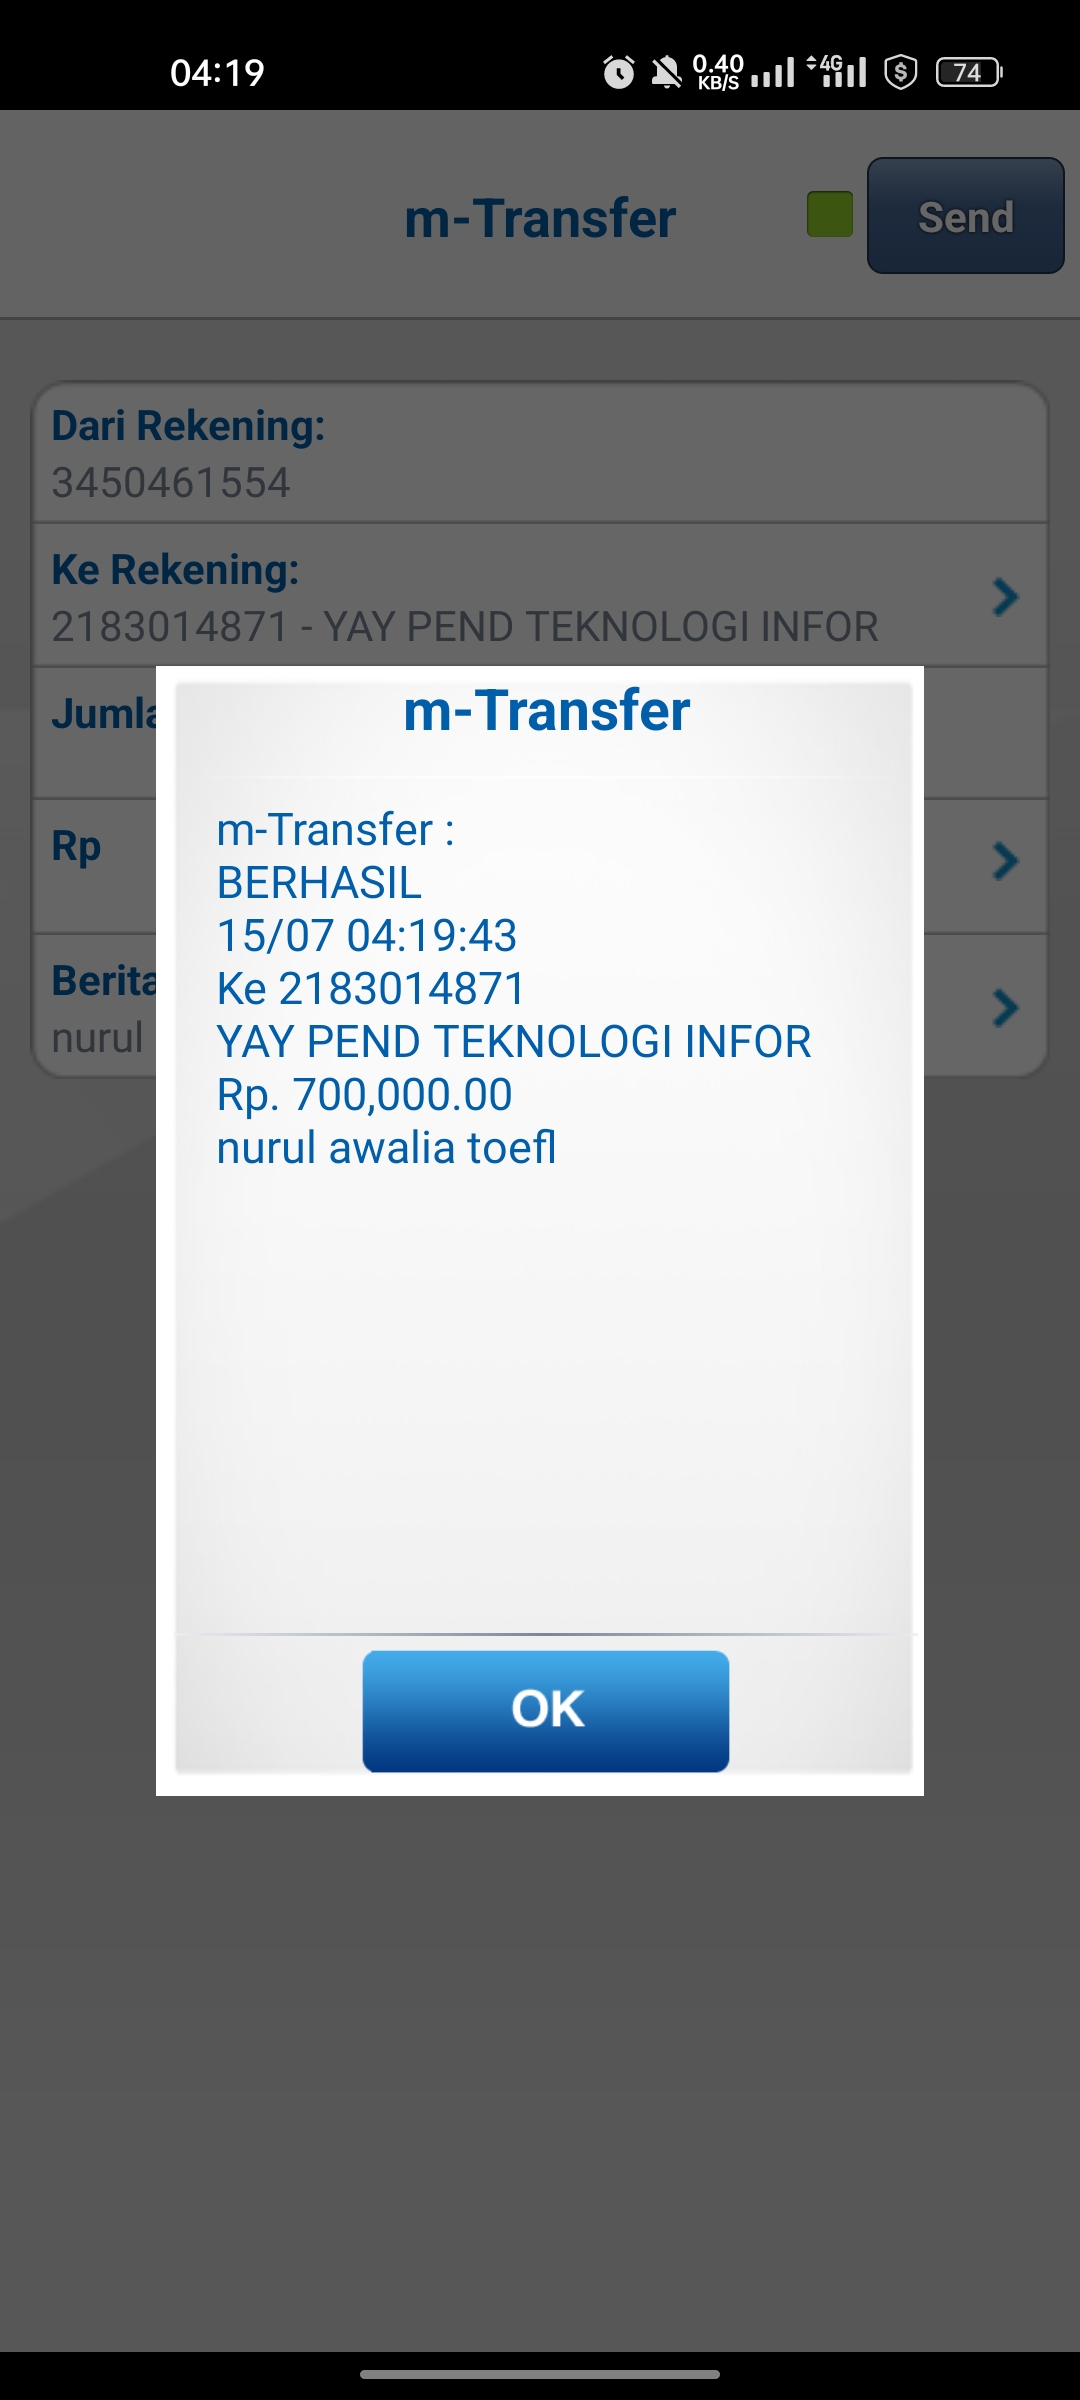 04:19
0.40
KB/S
4G
74
m-Transfer
Send
Dari Rekening:
3450461554
Ke Rekening:
2183014871 - YAY PEND TEKNOLOGI INFOR
Jumla
Rp
Berita
nurul
m-Transfer
m-Transfer :
BERHASIL
15/07 04:19:43
Ke 2183014871
YAY PEND TEKNOLOGI INFOR
Rp. 700,000.00
nurul awalia toefl
OK